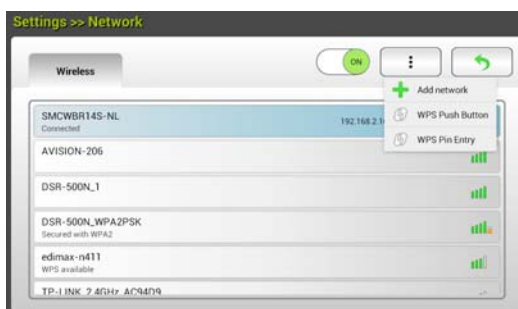 Settings >> Network
Wireless
ON
Add network
WPS Push Button
WPS Pin Entry
SMCWBR14S-NL
Connected
192.168.2.1
AVISION-206
DSR-500N_1
DSR-500N_WPA2PSK
Secured with WPA2
edimax-n411
WPS available
TP-LINK_2.4GHz_AC94D9